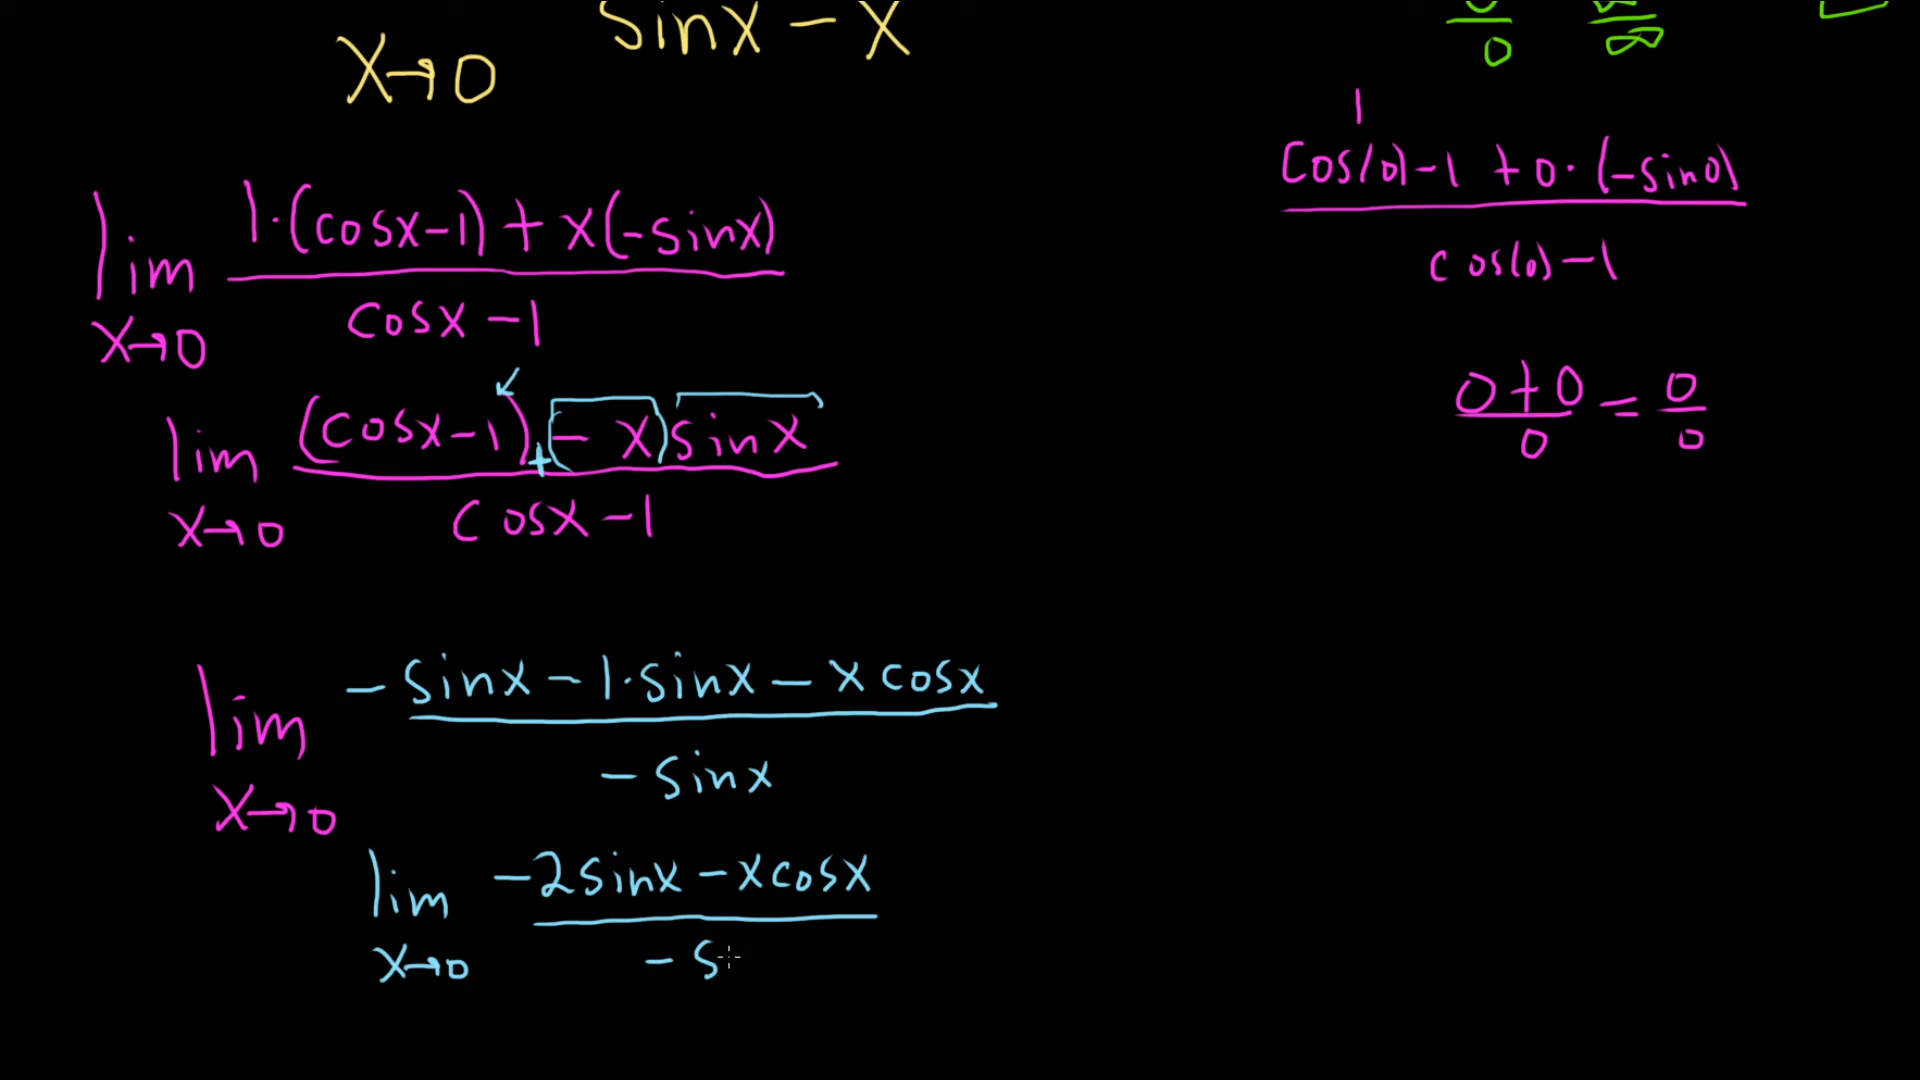 sinx - x
x→0
0 ∞
1
cos(0)-1 + 0·(-sin0)
cos(0)-1
lim 1·(cosx-1) + x(-sinx)
x→0 cosx-1
0+0 = 0
0 0
lim (cosx-1) + (-x)sinx
x→0 cosx-1
lim -sinx - 1·sinx - x cosx
x→0 -sinx
lim -2sinx - xcosx
x→0 -s